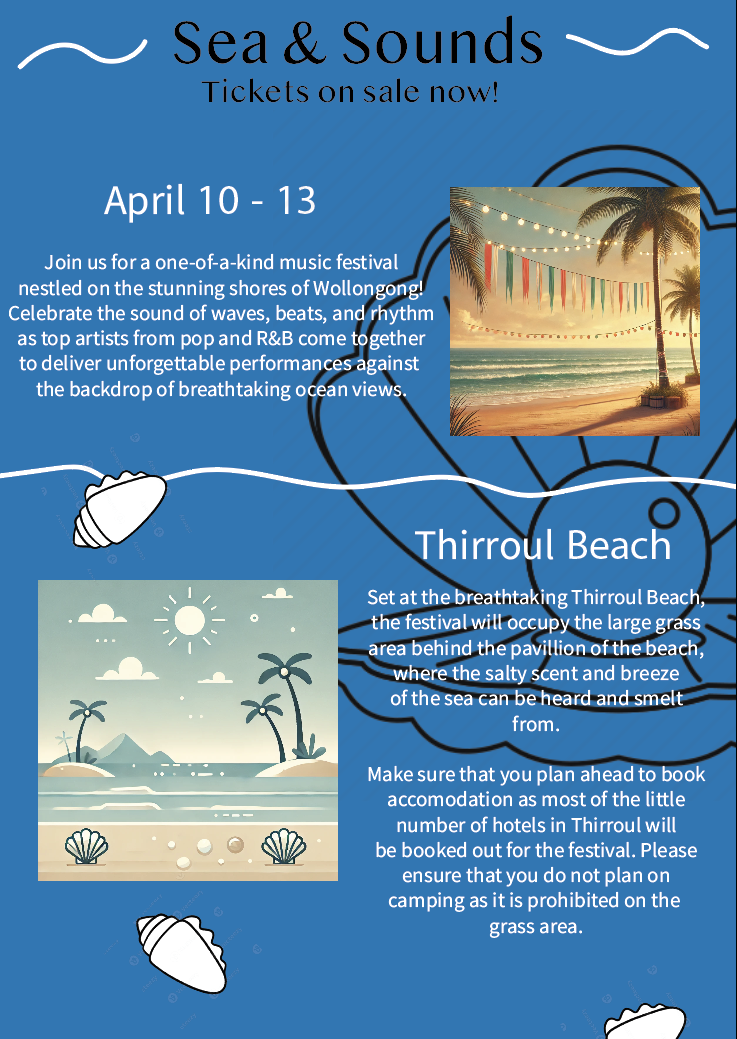 Sea & Sounds
Tickets on sale now!
April 10 - 13
Join us for a one-of-a-kind music festival
nestled on the stunning shores of Wollongong!
Celebrate the sound of waves, beats, and rhythm
as top artists from pop and R&B come together
to deliver unforgettable performances against
the backdrop of breathtaking ocean views.
Thirroul Beach
Set at the breathtaking Thirroul Beach,
the festival will occupy the large grass
area behind the pavillion of the beach,
where the salty scent and breeze
of the sea can be heard and smelt
from.
Make sure that you plan ahead to book
accomodation as most of the little
number of hotels in Thirroul will
be booked out for the festival. Please
ensure that you do not plan on
camping as it is prohibited on the
grass area.